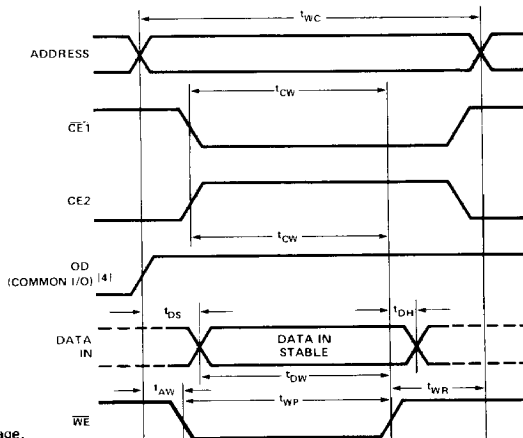 tWC
ADDRESS
tCW
CE1
CE2
tCW
OD
(COMMON I/O) [4]
tDS
tDH
DATA
IN
DATA IN
STABLE
tDW
tAW
tWP
tWR
WE
age.